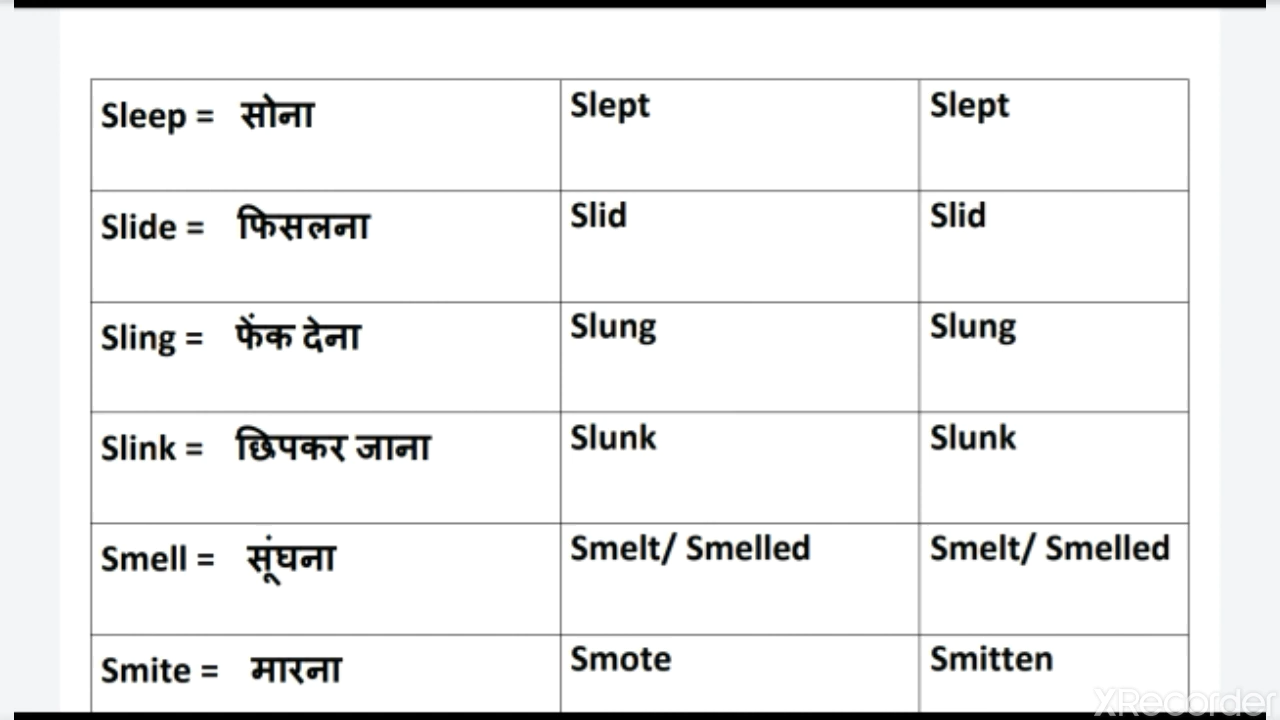 Sleep = सोना Slept Slept
Slide = फिसलना Slid Slid
Sling = फेंक देना Slung Slung
Slink = छिपकर जाना Slunk Slunk
Smell = सूंघना Smelt/ Smelled Smelt/ Smelled
Smite = मारना Smote Smitten
XRecorder